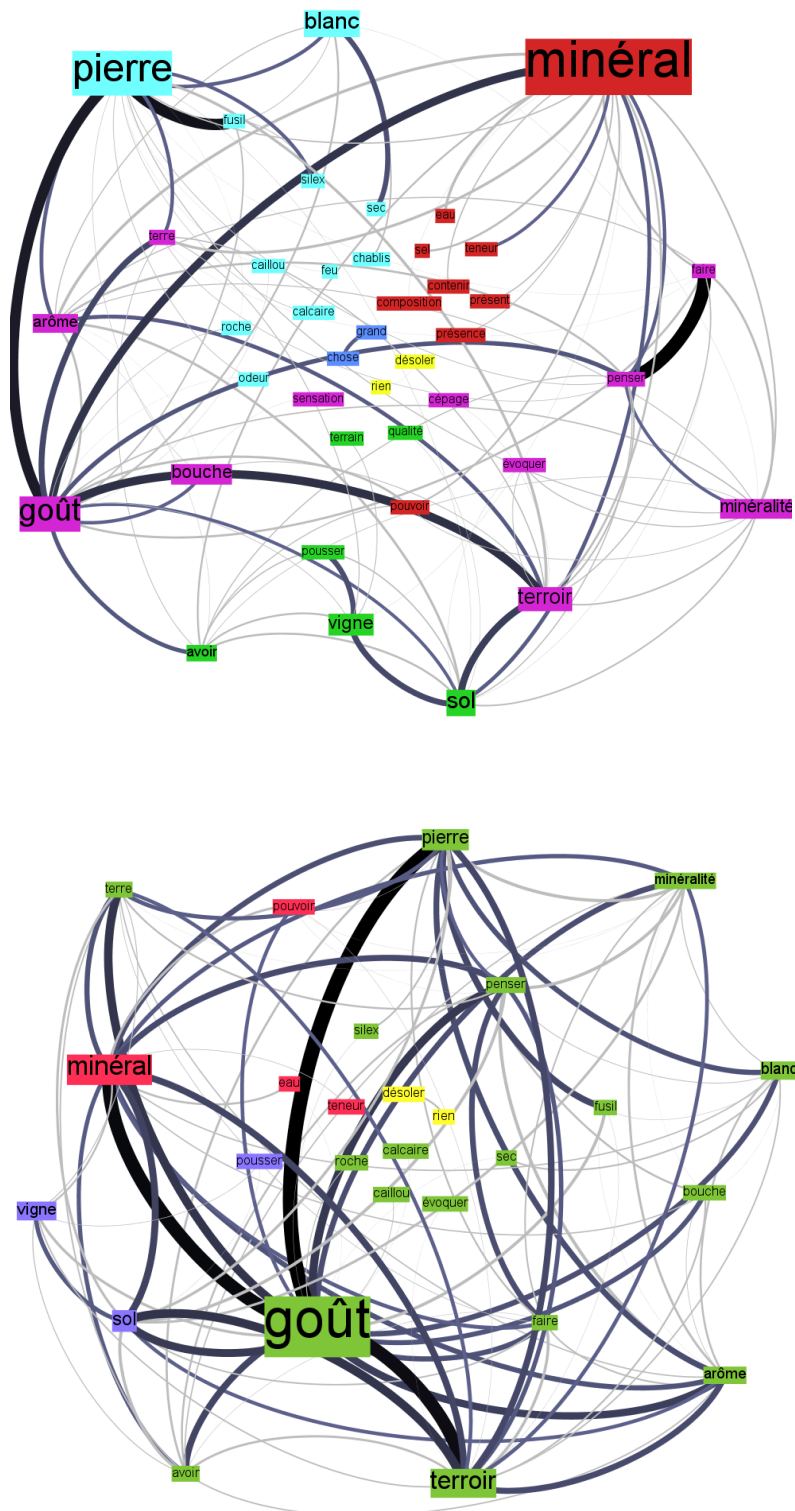 blanc
minéral
pierre
fusil
silex
sec
eau
terre
sel
teneur
chablis
caillou
feu
faire
contenir
composition
présent
calcaire
arôme
roche
grand
présence
chose
désoler
odeur
rien
penser
sensation
cépage
terrain
qualité
évoquer
bouche
goût
pouvoir
minéralité
pousser
terroir
vigne
avoir
sol
pierre
terre
minéralité
pouvoir
penser
silex
minéral
blanc
eau
désoler
teneur
fusil
rien
calcaire
pousser
roche
sec
caillou
évoquer
bouche
vigne
sol
goût
faire
arôme
avoir
terroir